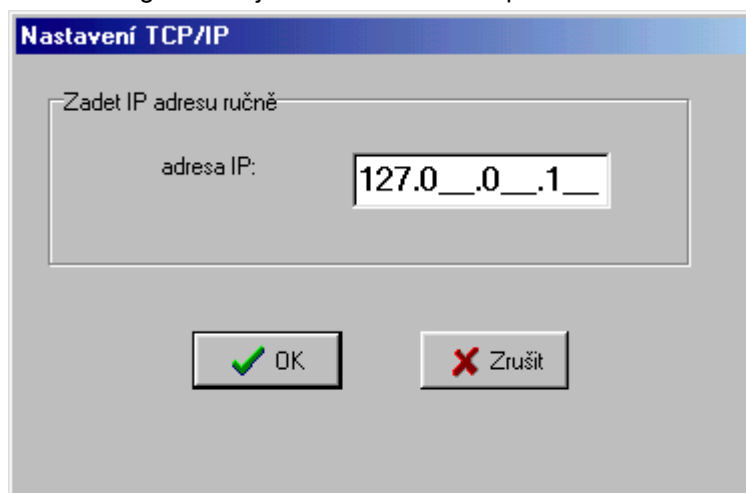 Nastavení TCP/IP
Zadet IP adresu ručně
adresa IP:
127.0__.0__.1__
OK
Zrušit